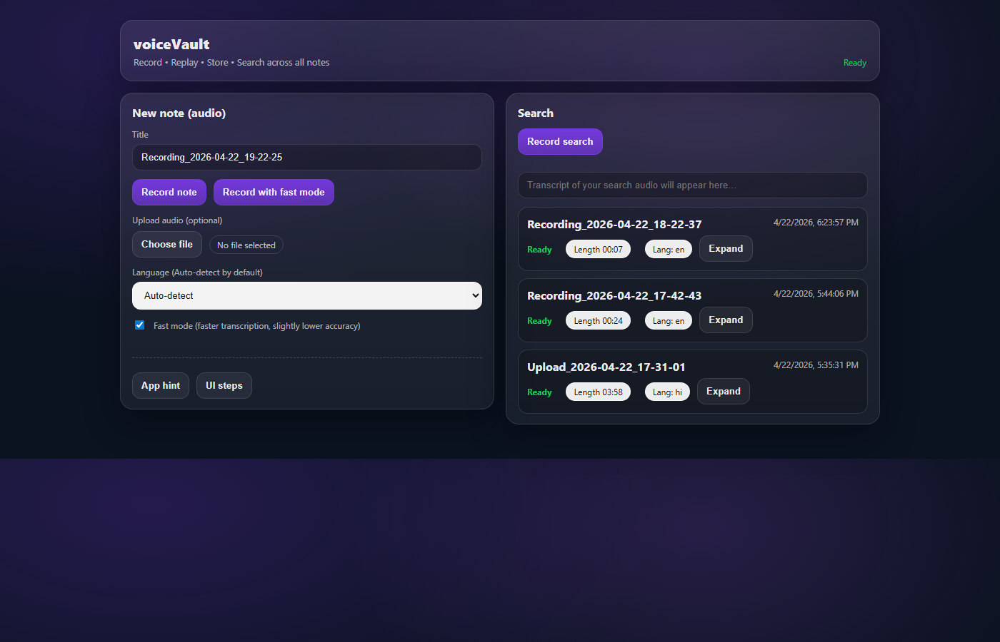 voiceVault
Record • Replay • Store • Search across all notes
Ready
New note (audio)
Title
Recording_2026-04-22_19-22-25
Record note
Record with fast mode
Upload audio (optional)
Choose file
No file selected
Language (Auto-detect by default)
Auto-detect
Fast mode (faster transcription, slightly lower accuracy)
App hint
UI steps
Search
Record search
Transcript of your search audio will appear here...
Recording_2026-04-22_18-22-37
4/22/2026, 6:23:57 PM
Ready
Length 00:07
Lang: en
Expand
Recording_2026-04-22_17-42-43
4/22/2026, 5:44:06 PM
Ready
Length 00:24
Lang: en
Expand
Upload_2026-04-22_17-31-01
4/22/2026, 5:35:31 PM
Ready
Length 03:58
Lang: hi
Expand